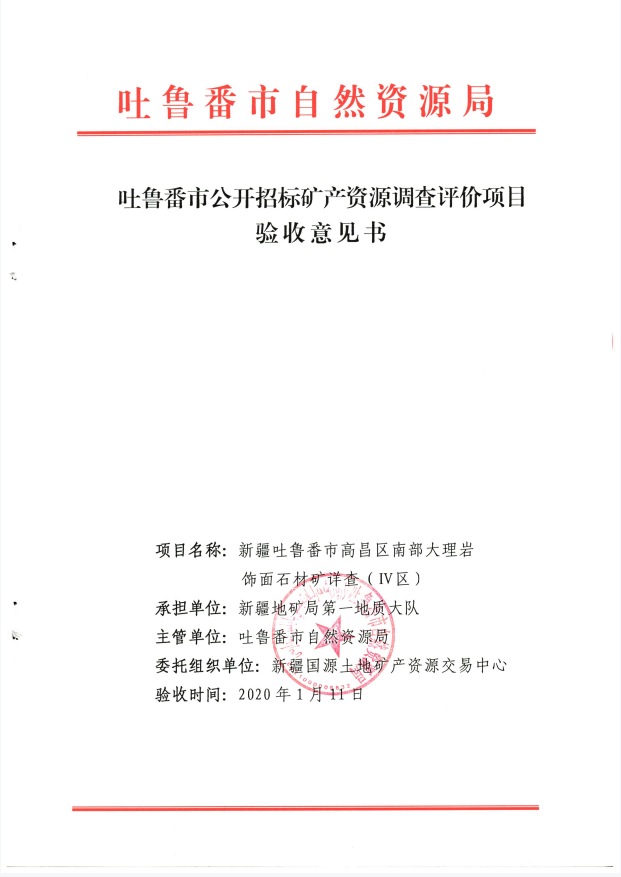 吐鲁番市自然资源局
吐鲁番市公开招标矿产资源调查评价项目
验收意见书
项目名称：新疆吐鲁番市高昌区南部大理岩
饰面石材矿详查（Ⅳ区）
承担单位：新疆地矿局第一地质大队
主管单位：吐鲁番市自然资源局
委托组织单位：新疆国源土地矿产资源交易中心
验收时间：2020年1月11日